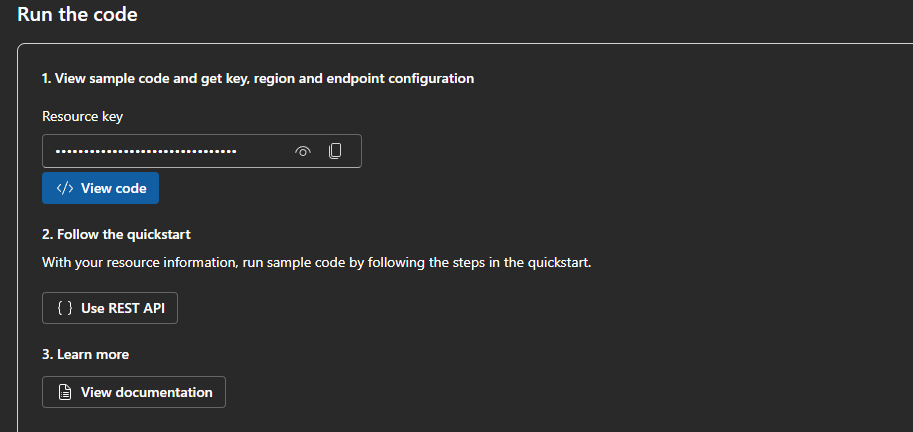 Run the code
1. View sample code and get key, region and endpoint configuration
Resource key
••••••••••••••••••••••••••••••••
</> View code
2. Follow the quickstart
With your resource information, run sample code by following the steps in the quickstart.
{ } Use REST API
3. Learn more
View documentation